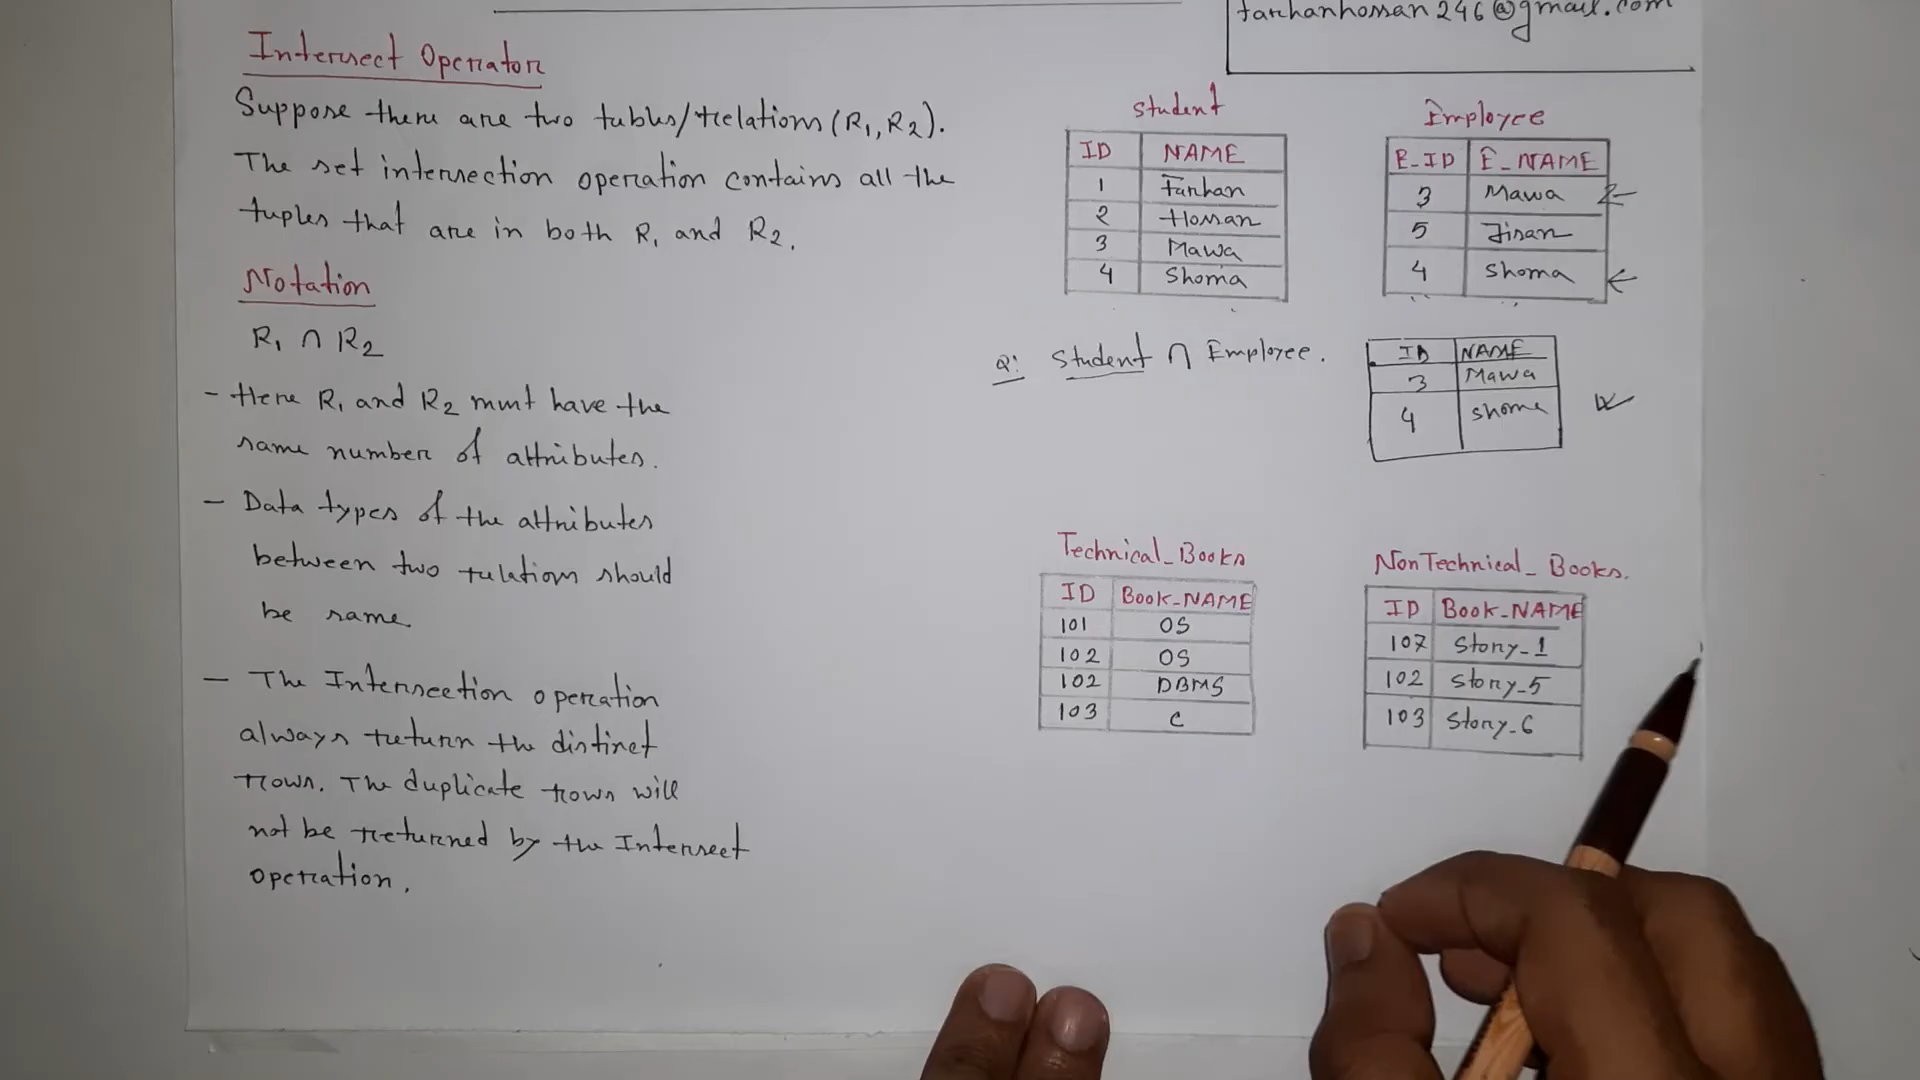 farhanhossan246@gmail.com
Intersect Operator
Suppose there are two tables/relations (R1, R2).
The set intersection operation contains all the
tuples that are in both R1 and R2.
Notation
R1 ∩ R2
- Here R1 and R2 must have the
same number of attributes.
- Data types of the attributes
between two relations should
be same.
- The Intersection operation
always return the distinct
rows. The duplicate rows will
not be returned by the Intersect
operation.
Student
ID NAME
1 Farhan
2 Hossan
3 Mawa
4 Shoma
Employee
E_ID E_NAME
3 Mawa
5 Jisan
4 Shoma
Q: Student ∩ Employee.
ID NAME
3 Mawa
4 Shoma
Technical_Books
ID Book_NAME
101 OS
102 OS
102 DBMS
103 C
NonTechnical_Books.
ID Book_NAME
107 Story_1
102 Story_5
103 Story_6